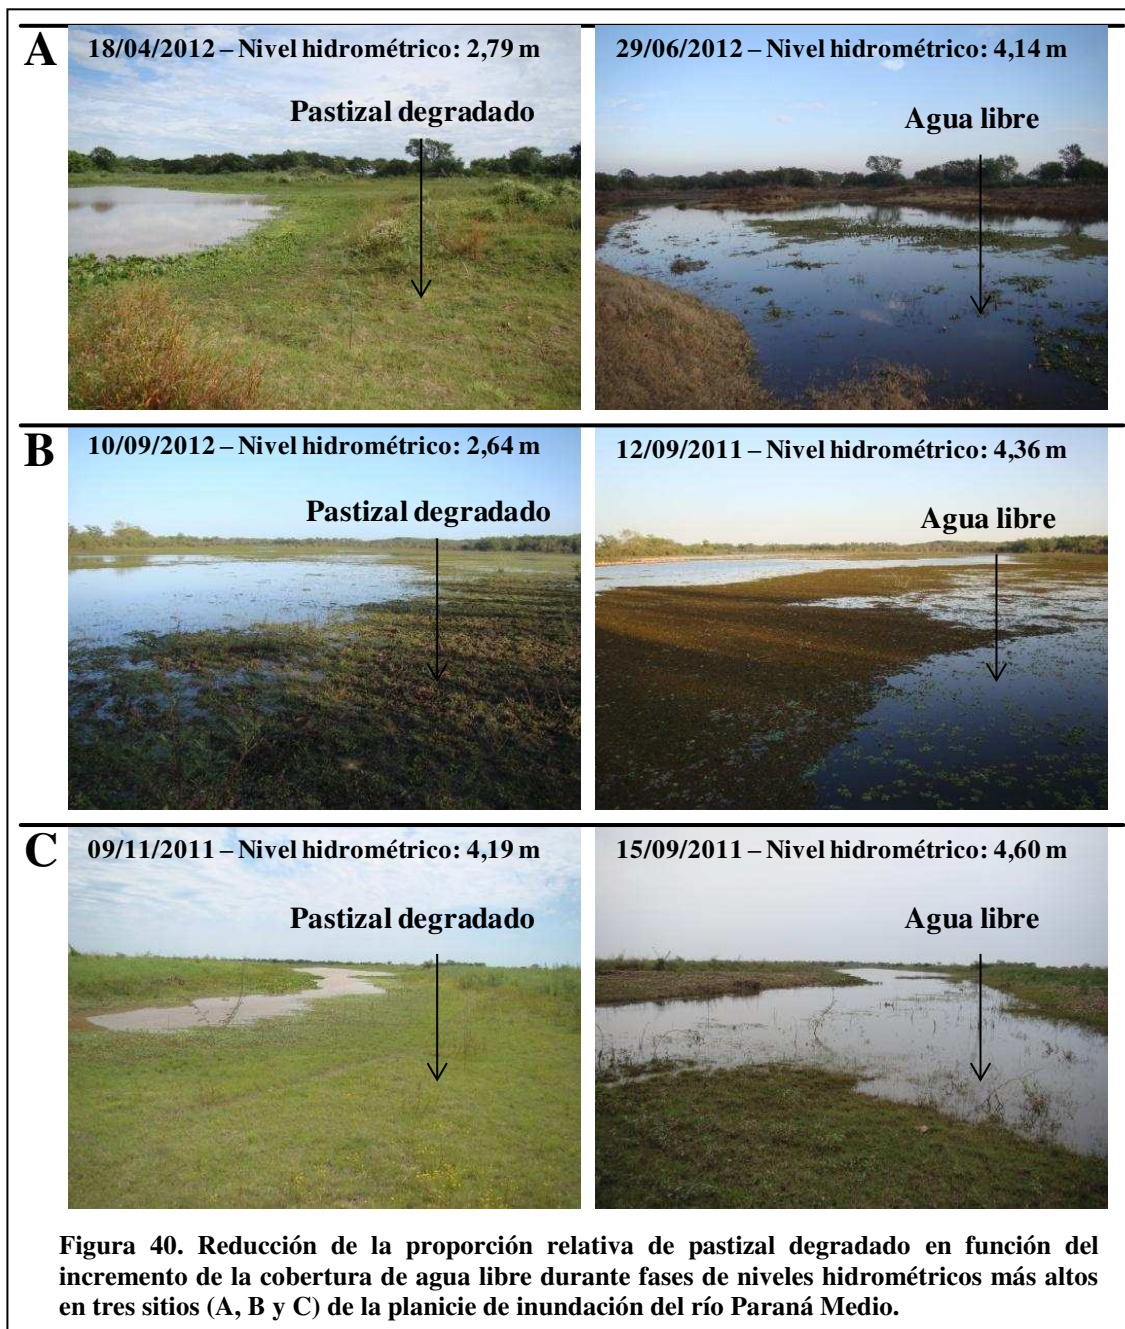 A
18/04/2012 – Nivel hidrométrico: 2,79 m
Pastizal degradado
29/06/2012 – Nivel hidrométrico: 4,14 m
Agua libre
B
10/09/2012 – Nivel hidrométrico: 2,64 m
Pastizal degradado
12/09/2011 – Nivel hidrométrico: 4,36 m
Agua libre
C
09/11/2011 – Nivel hidrométrico: 4,19 m
Pastizal degradado
15/09/2011 – Nivel hidrométrico: 4,60 m
Agua libre
Figura 40. Reducción de la proporción relativa de pastizal degradado en función del
incremento de la cobertura de agua libre durante fases de niveles hidrométricos más altos
en tres sitios (A, B y C) de la planicie de inundación del río Paraná Medio.